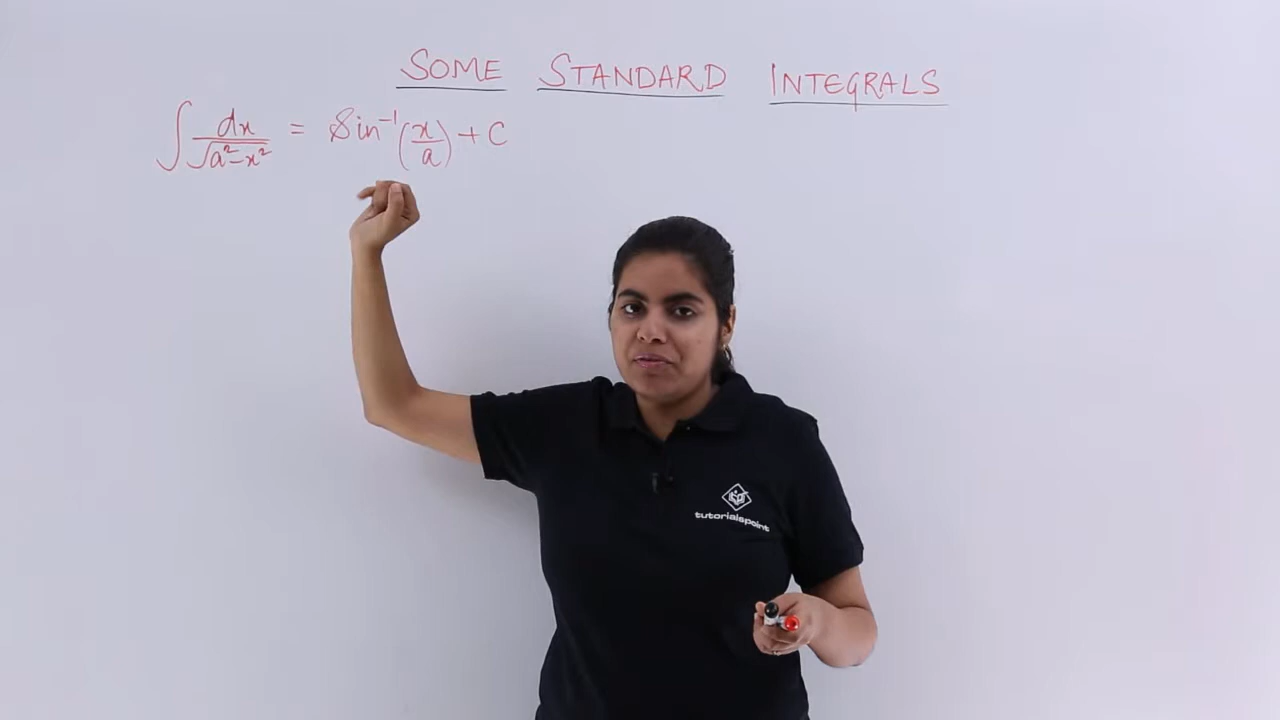 SOME STANDARD INTEGRALS
∫ dx/√(a²-x²) = Sin⁻¹(x/a) + C
tutorialspoint